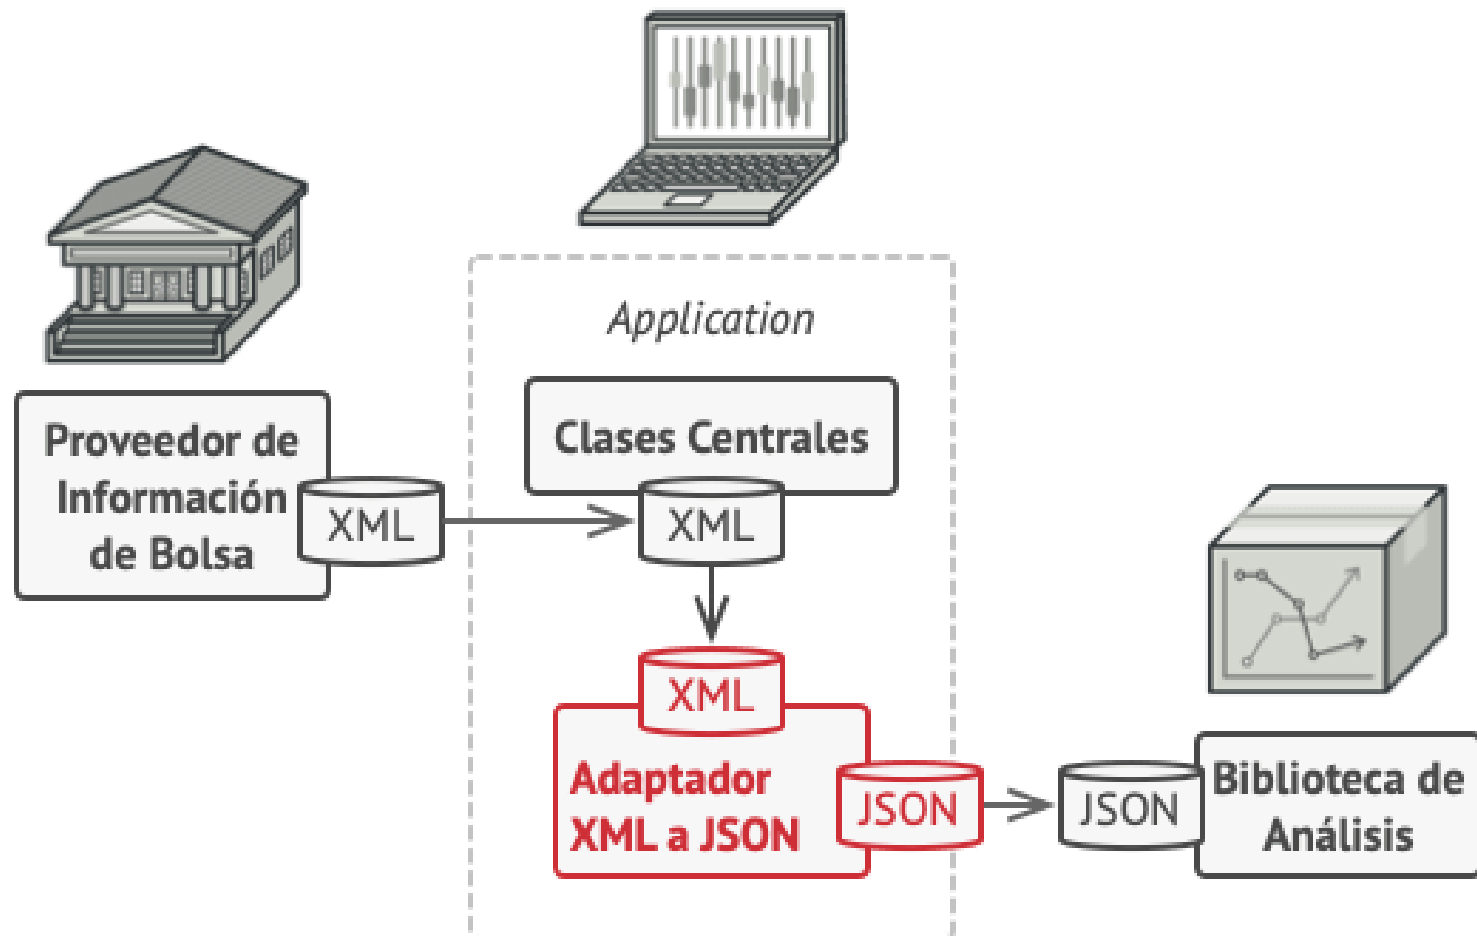 Application
Proveedor de
Información
de Bolsa
XML
Clases Centrales
XML
XML
Adaptador
XML a JSON
JSON
JSON
Biblioteca de
Análisis